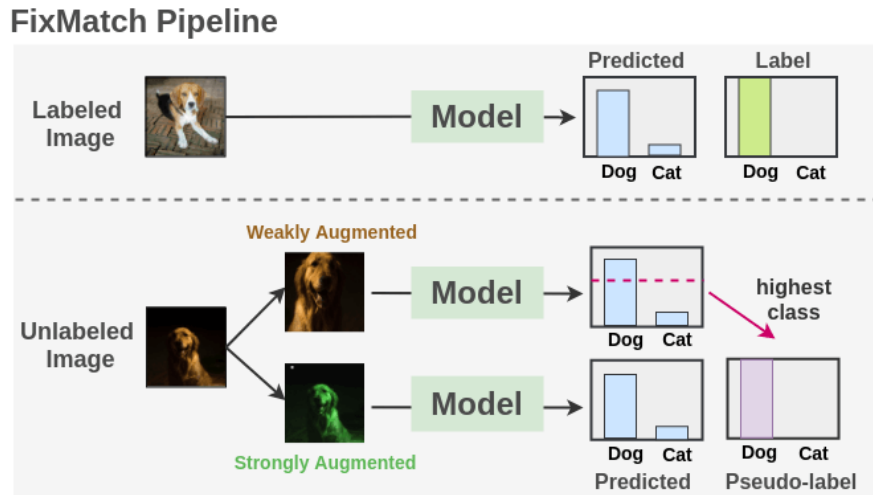 FixMatch Pipeline
Predicted
Label
Labeled
Image
Model
Dog Cat
Dog Cat
Weakly Augmented
Model
highest
class
Dog Cat
Unlabeled
Image
Model
Dog Cat
Dog Cat
Strongly Augmented
Predicted
Pseudo-label